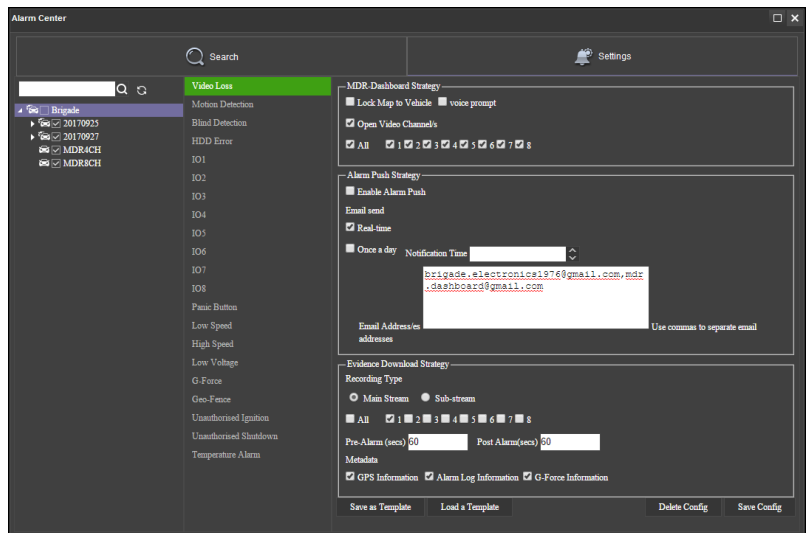 Alarm Center
Search
Settings
Brigade
20170925
20170927
MDR4CH
MDR8CH
Video Loss
Motion Detection
Blind Detection
HDD Error
IO1
IO2
IO3
IO4
IO5
IO6
IO7
IO8
Panic Button
Low Speed
High Speed
Low Voltage
G-Force
Geo-Fence
Unauthorised Ignition
Unauthorised Shutdown
Temperature Alarm
MDR-Dashboard Strategy
Lock Map to Vehicle voice prompt
Open Video Channel/s
All 1 2 3 4 5 6 7 8
Alarm Push Strategy
Enable Alarm Push
Email send
Real-time
Once a day Notification Time
brigade.electronics1976@gmail.com,mdr
.dashboard@gmail.com
Email Address/es Use commas to separate email
addresses
Evidence Download Strategy
Recording Type
Main Stream Sub-stream
All 1 2 3 4 5 6 7 8
Pre-Alarm (secs) 60 Post Alarm(secs) 60
Metadata
GPS Information Alarm Log Information G-Force Information
Save as Template Load a Template Delete Config Save Config